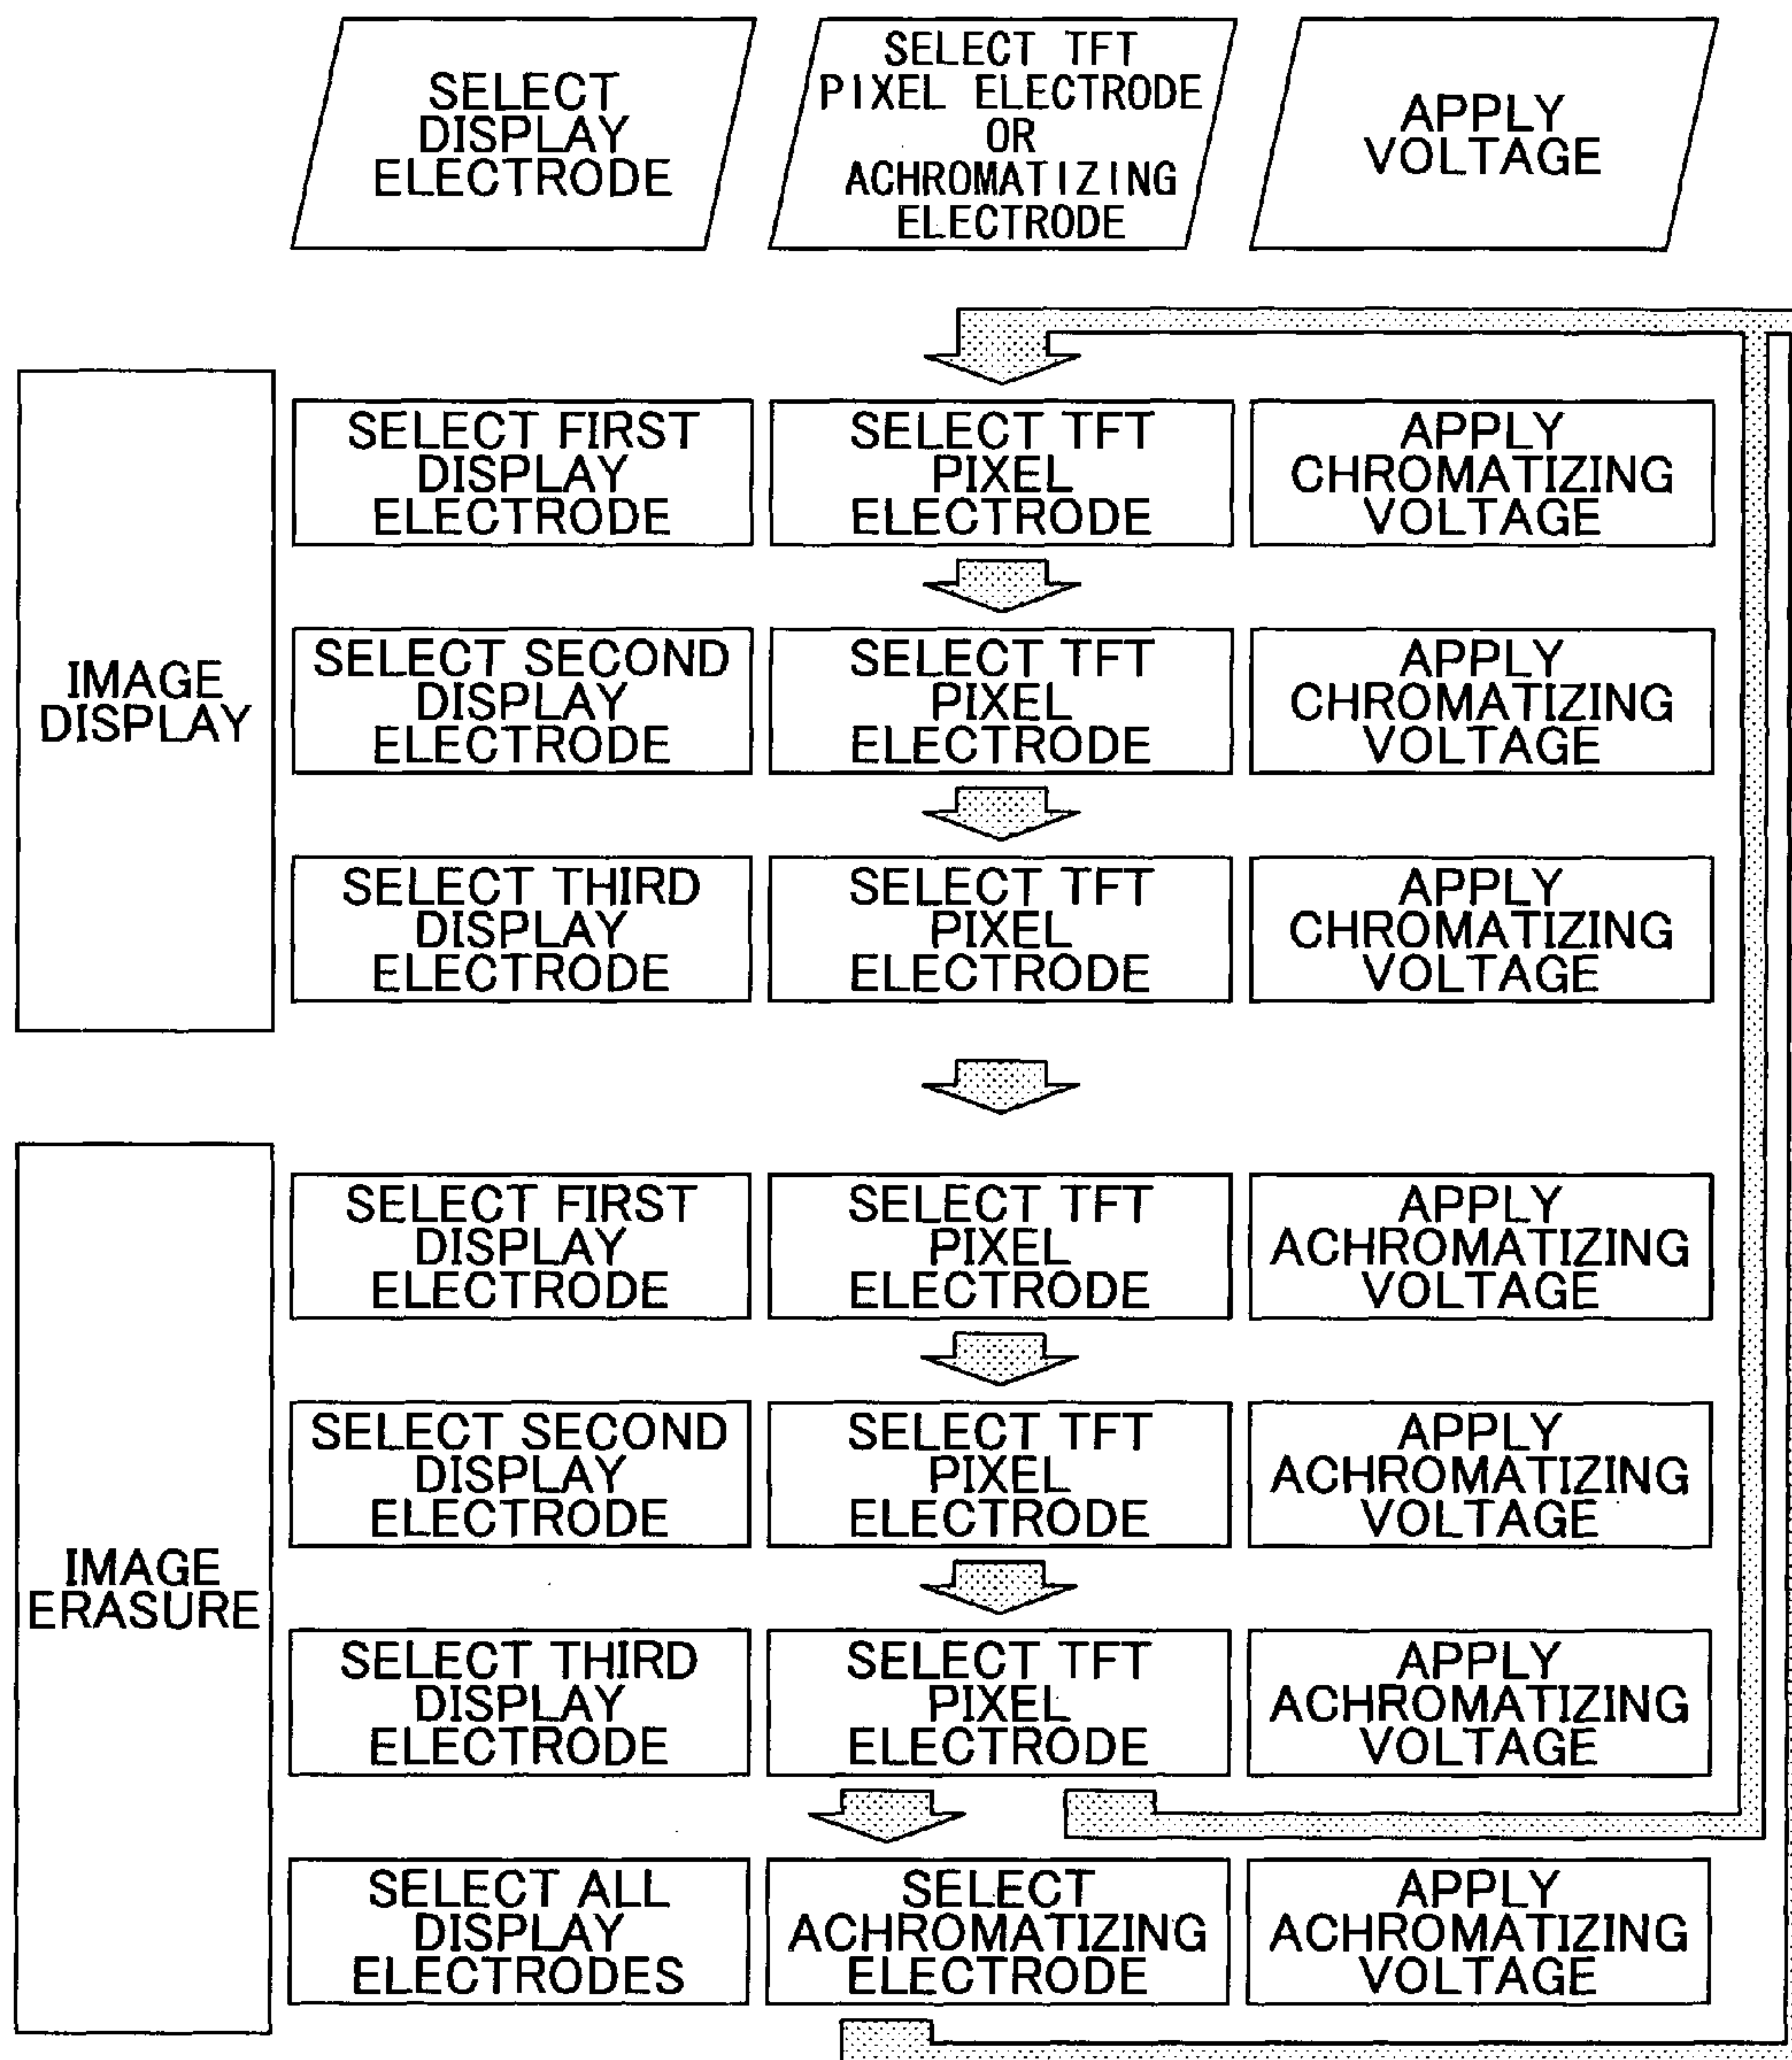 SELECT
DISPLAY
ELECTRODE
SELECT TFT
PIXEL ELECTRODE
OR
ACHROMATIZING
ELECTRODE
APPLY
VOLTAGE
IMAGE
DISPLAY
SELECT FIRST
DISPLAY
ELECTRODE
SELECT TFT
PIXEL
ELECTRODE
APPLY
CHROMATIZING
VOLTAGE
SELECT SECOND
DISPLAY
ELECTRODE
SELECT TFT
PIXEL
ELECTRODE
APPLY
CHROMATIZING
VOLTAGE
SELECT THIRD
DISPLAY
ELECTRODE
SELECT TFT
PIXEL
ELECTRODE
APPLY
CHROMATIZING
VOLTAGE
IMAGE
ERASURE
SELECT FIRST
DISPLAY
ELECTRODE
SELECT TFT
PIXEL
ELECTRODE
APPLY
ACHROMATIZING
VOLTAGE
SELECT SECOND
DISPLAY
ELECTRODE
SELECT TFT
PIXEL
ELECTRODE
APPLY
ACHROMATIZING
VOLTAGE
SELECT THIRD
DISPLAY
ELECTRODE
SELECT TFT
PIXEL
ELECTRODE
APPLY
ACHROMATIZING
VOLTAGE
SELECT ALL
DISPLAY
ELECTRODES
SELECT
ACHROMATIZING
ELECTRODE
APPLY
ACHROMATIZING
VOLTAGE